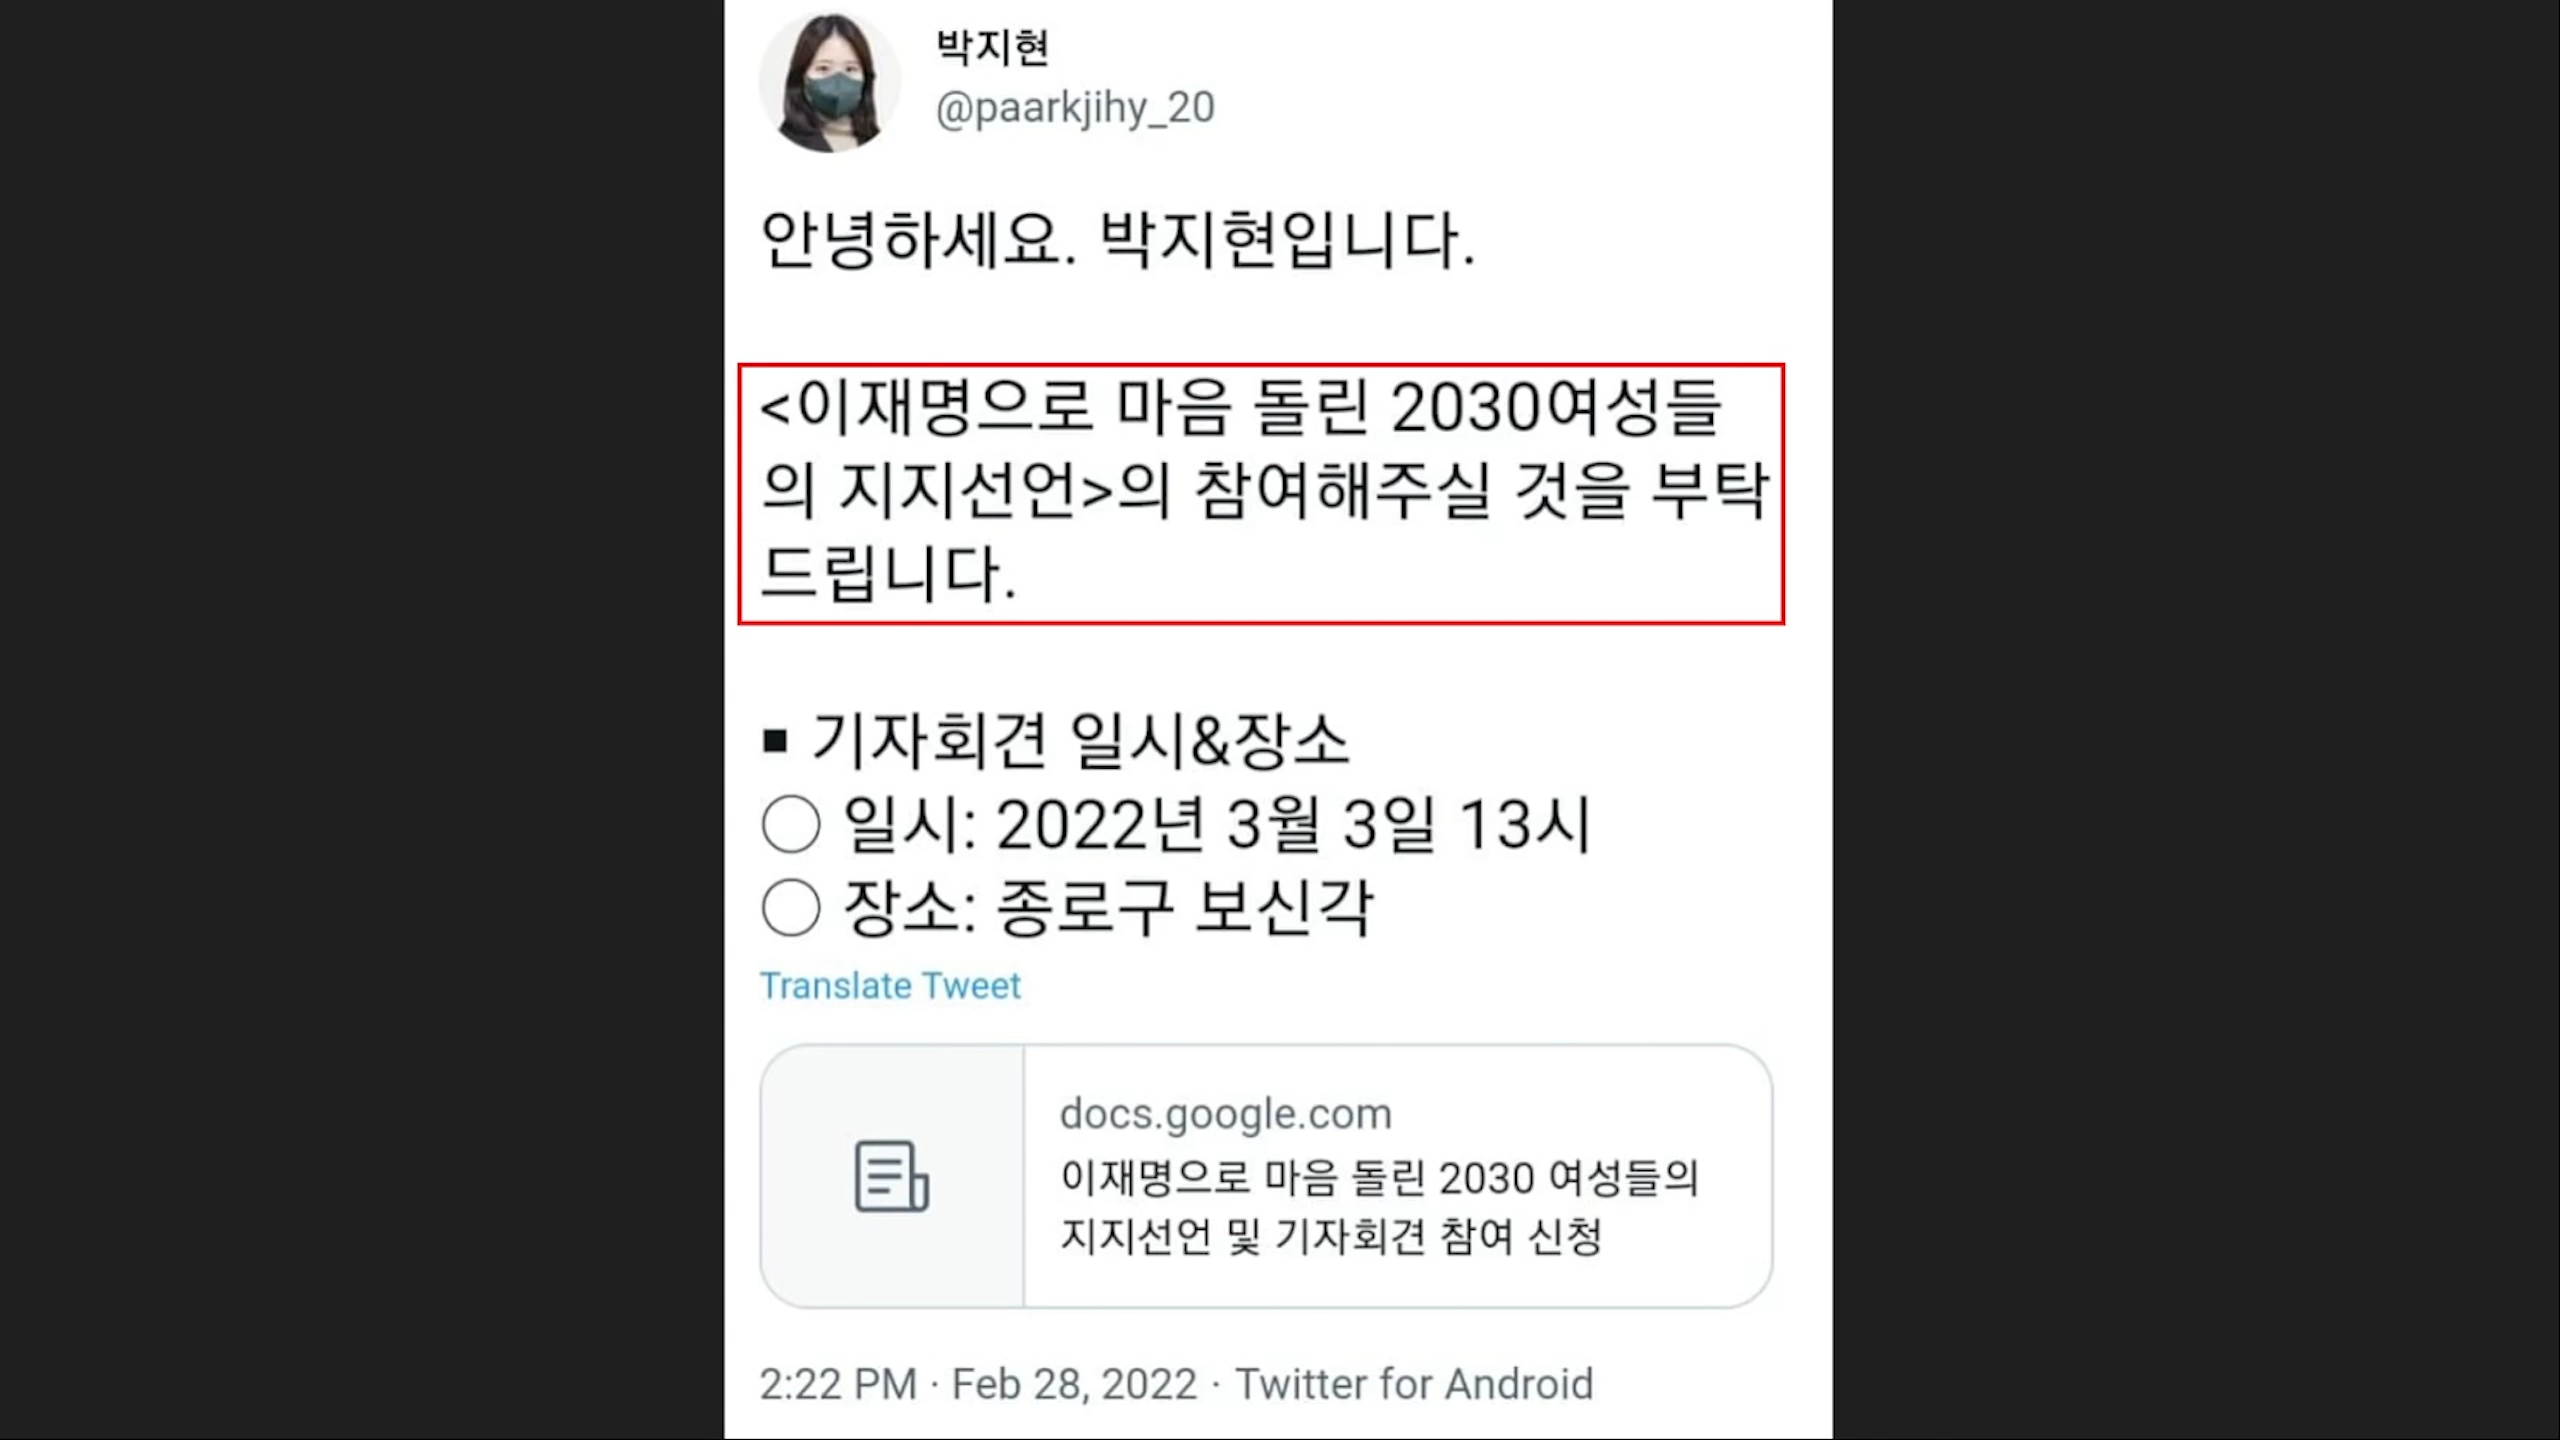 박지현
@paarkjihy_20
안녕하세요. 박지현입니다.
<이재명으로 마음 돌린 2030여성들
의 지지선언>의 참여해주실 것을 부탁
드립니다.
▪ 기자회견 일시&장소
◯ 일시: 2022년 3월 3일 13시
◯ 장소: 종로구 보신각
Translate Tweet
docs.google.com
이재명으로 마음 돌린 2030 여성들의
지지선언 및 기자회견 참여 신청
2:22 PM · Feb 28, 2022 · Twitter for Android